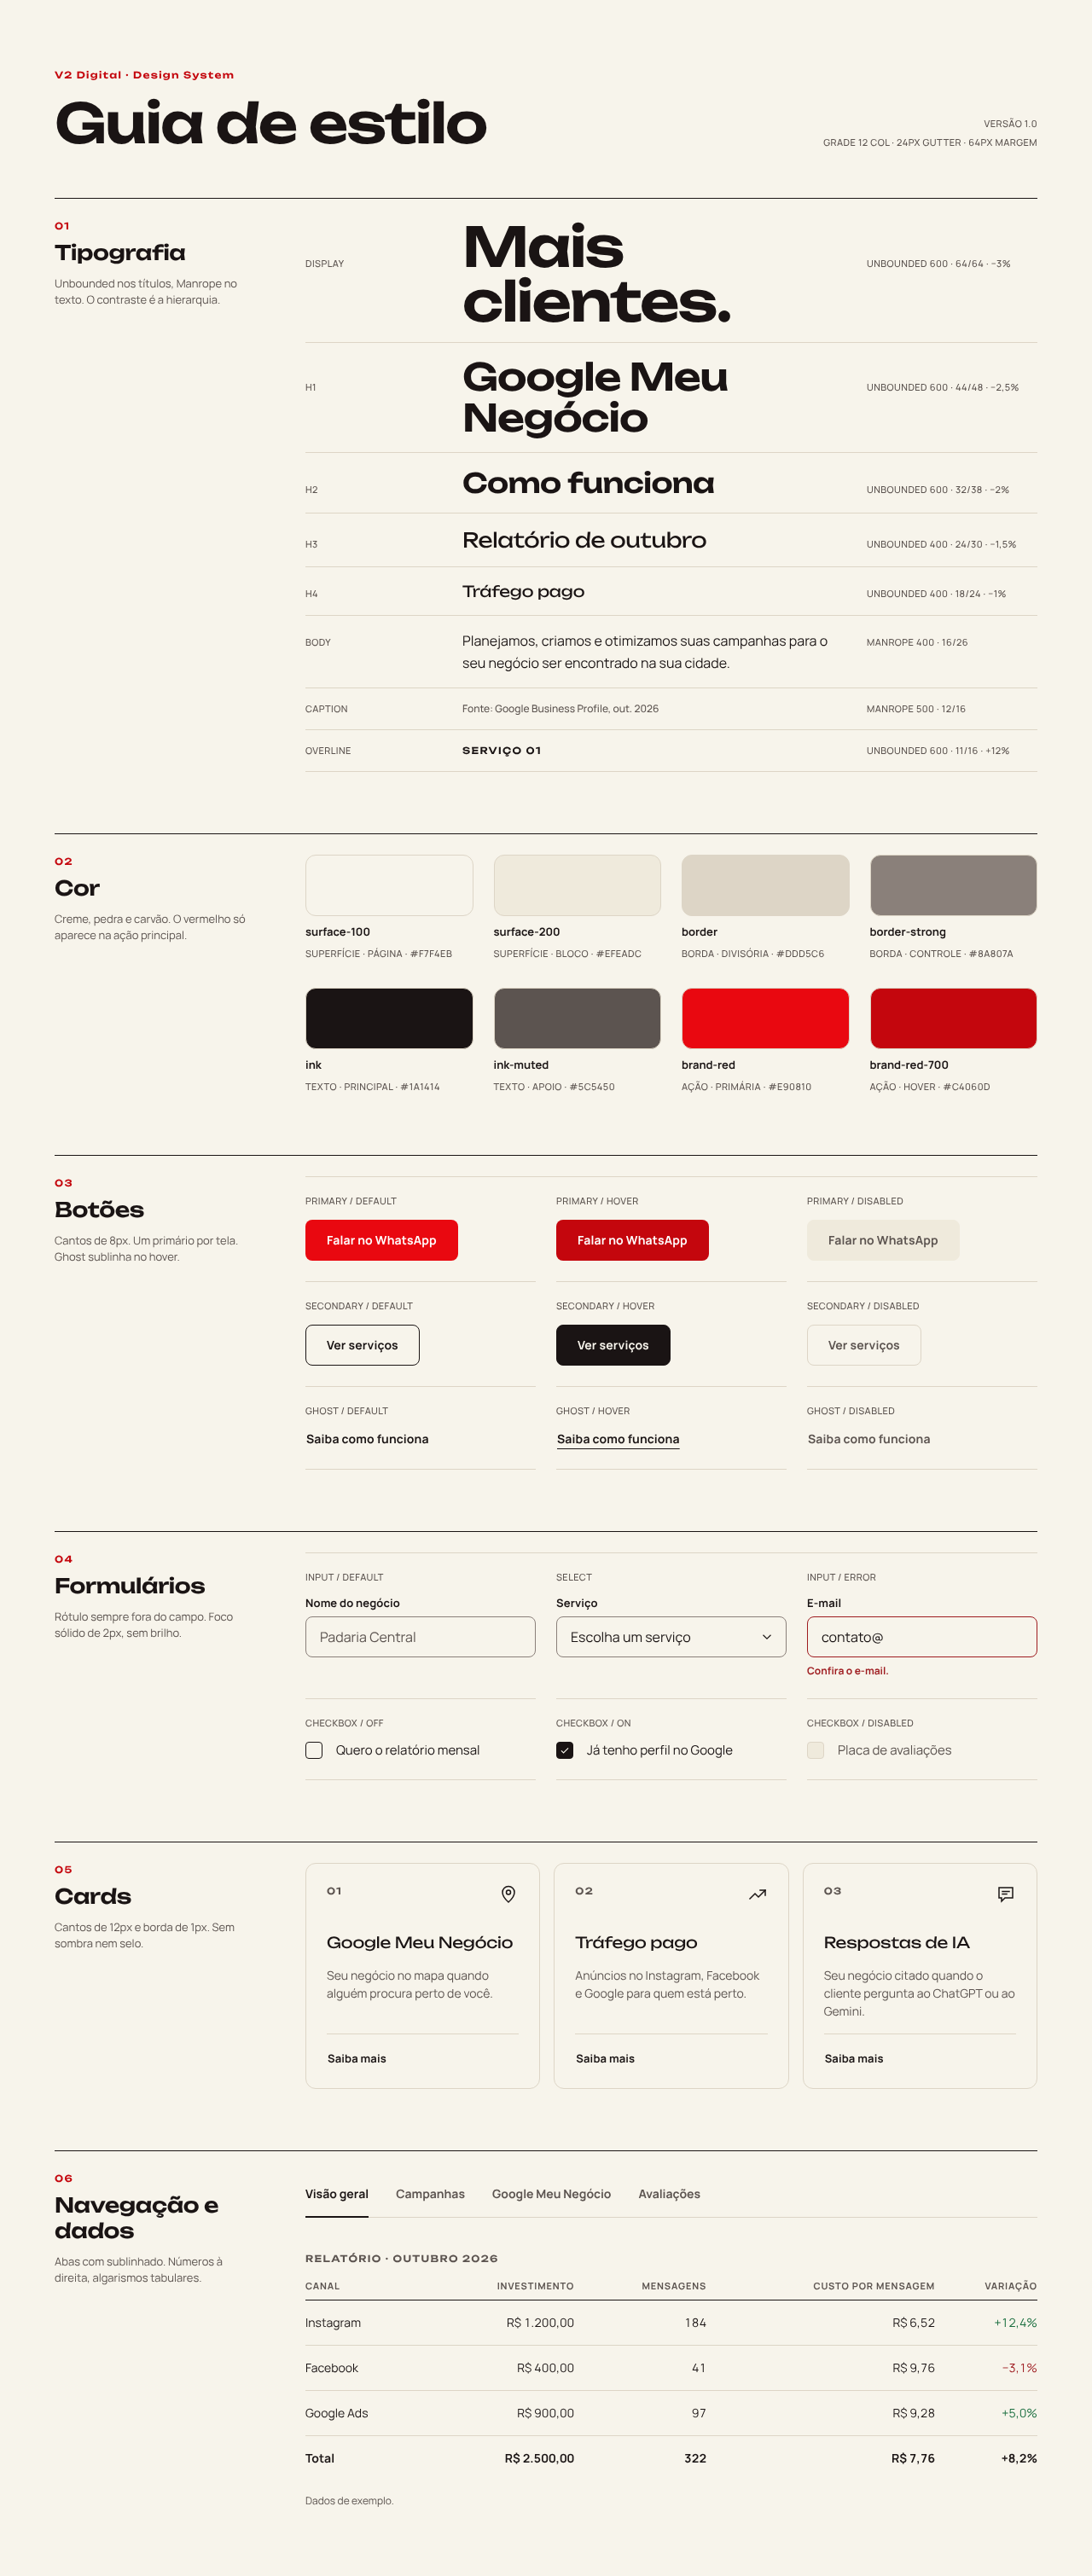 V2 Digital · Design System
Guia de estilo
VERSÃO 1.0
GRADE 12 COL · 24PX GUTTER · 64PX MARGEM
01
Tipografia
Unbounded nos títulos, Manrope no
texto. O contraste é a hierarquia.
DISPLAY
Mais
clientes.
UNBOUNDED 600 · 64/64 · −3%
H1
Google Meu
Negócio
UNBOUNDED 600 · 44/48 · −2,5%
H2
Como funciona
UNBOUNDED 600 · 32/38 · −2%
H3
Relatório de outubro
UNBOUNDED 400 · 24/30 · −1,5%
H4
Tráfego pago
UNBOUNDED 400 · 18/24 · −1%
BODY
Planejamos, criamos e otimizamos suas campanhas para o
seu negócio ser encontrado na sua cidade.
MANROPE 400 · 16/26
CAPTION
Fonte: Google Business Profile, out. 2026
MANROPE 500 · 12/16
OVERLINE
SERVIÇO 01
UNBOUNDED 600 · 11/16 · +12%
02
Cor
Creme, pedra e carvão. O vermelho só
aparece na ação principal.
surface-100
SUPERFÍCIE · PÁGINA · #F7F4EB
surface-200
SUPERFÍCIE · BLOCO · #EFEADC
border
BORDA · DIVISÓRIA · #DDD5C6
border-strong
BORDA · CONTROLE · #8A807A
ink
TEXTO · PRINCIPAL · #1A1414
ink-muted
TEXTO · APOIO · #5C5450
brand-red
AÇÃO · PRIMÁRIA · #E90810
brand-red-700
AÇÃO · HOVER · #C4060D
03
Botões
Cantos de 8px. Um primário por tela.
Ghost sublinha no hover.
PRIMARY / DEFAULT
Falar no WhatsApp
PRIMARY / HOVER
Falar no WhatsApp
PRIMARY / DISABLED
Falar no WhatsApp
SECONDARY / DEFAULT
Ver serviços
SECONDARY / HOVER
Ver serviços
SECONDARY / DISABLED
Ver serviços
GHOST / DEFAULT
Saiba como funciona
GHOST / HOVER
Saiba como funciona
GHOST / DISABLED
Saiba como funciona
04
Formulários
Rótulo sempre fora do campo. Foco
sólido de 2px, sem brilho.
INPUT / DEFAULT
Nome do negócio
Padaria Central
SELECT
Serviço
Escolha um serviço
INPUT / ERROR
E-mail
contato@
Confira o e-mail.
CHECKBOX / OFF
Quero o relatório mensal
CHECKBOX / ON
Já tenho perfil no Google
CHECKBOX / DISABLED
Placa de avaliações
05
Cards
Cantos de 12px e borda de 1px. Sem
sombra nem selo.
01
Google Meu Negócio
Seu negócio no mapa quando
alguém procura perto de você.
Saiba mais
02
Tráfego pago
Anúncios no Instagram, Facebook
e Google para quem está perto.
Saiba mais
03
Respostas de IA
Seu negócio citado quando o
cliente pergunta ao ChatGPT ou ao
Gemini.
Saiba mais
06
Navegação e
dados
Abas com sublinhado. Números à
direita, algarismos tabulares.
Visão geral Campanhas Google Meu Negócio Avaliações
RELATÓRIO · OUTUBRO 2026
CANAL INVESTIMENTO MENSAGENS CUSTO POR MENSAGEM VARIAÇÃO
Instagram R$ 1.200,00 184 R$ 6,52 +12,4%
Facebook R$ 400,00 41 R$ 9,76 −3,1%
Google Ads R$ 900,00 97 R$ 9,28 +5,0%
Total R$ 2.500,00 322 R$ 7,76 +8,2%
Dados de exemplo.